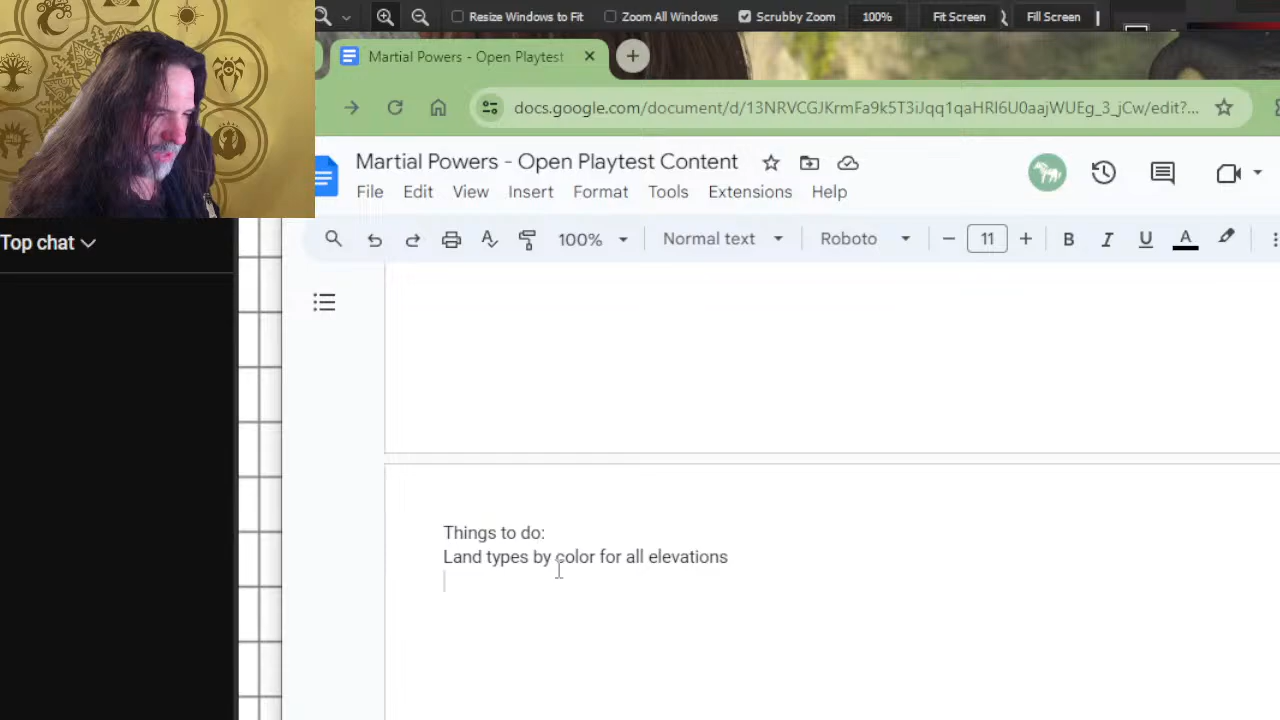 Resize Windows to Fit
Zoom All Windows
Scrubby Zoom
100%
Fit Screen
Fill Screen
Martial Powers - Open Playtest
docs.google.com/document/d/13NRVCGJKrmFa9k5T3iJqq1qaHRl6U0aajWUEg_3_jCw/edit?...
Martial Powers - Open Playtest Content
File Edit View Insert Format Tools Extensions Help
Top chat
100% Normal text Roboto 11 B I U A
Things to do:
Land types by color for all elevations